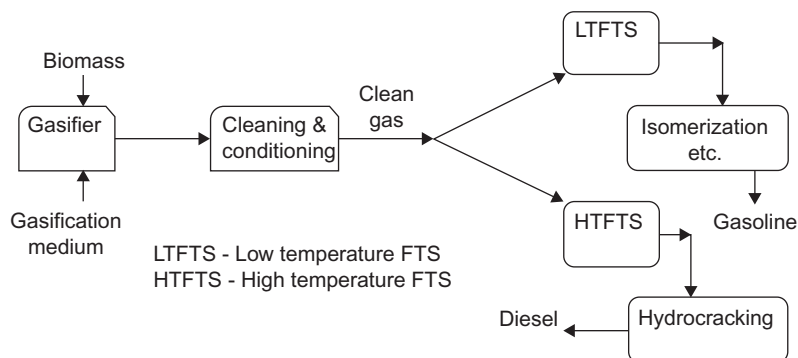 LTFTS
Biomass
Clean
gas
Gasifier
Cleaning &
conditioning
Isomerization
etc.
Gasification
medium
HTFTS
Gasoline
LTFTS - Low temperature FTS
HTFTS - High temperature FTS
Diesel
Hydrocracking